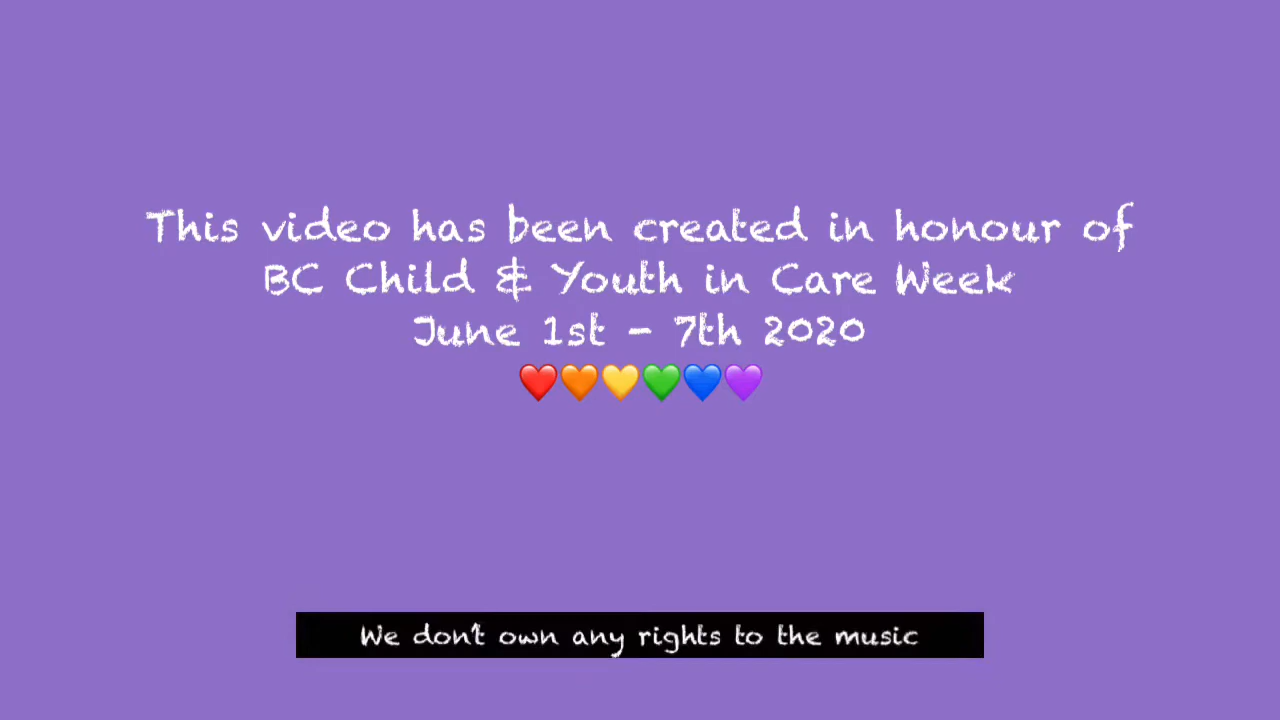 This video has been created in honour of
BC Child & Youth in Care Week
June 1st - 7th 2020
❤️🧡💛💚💙💜
We don't own any rights to the music